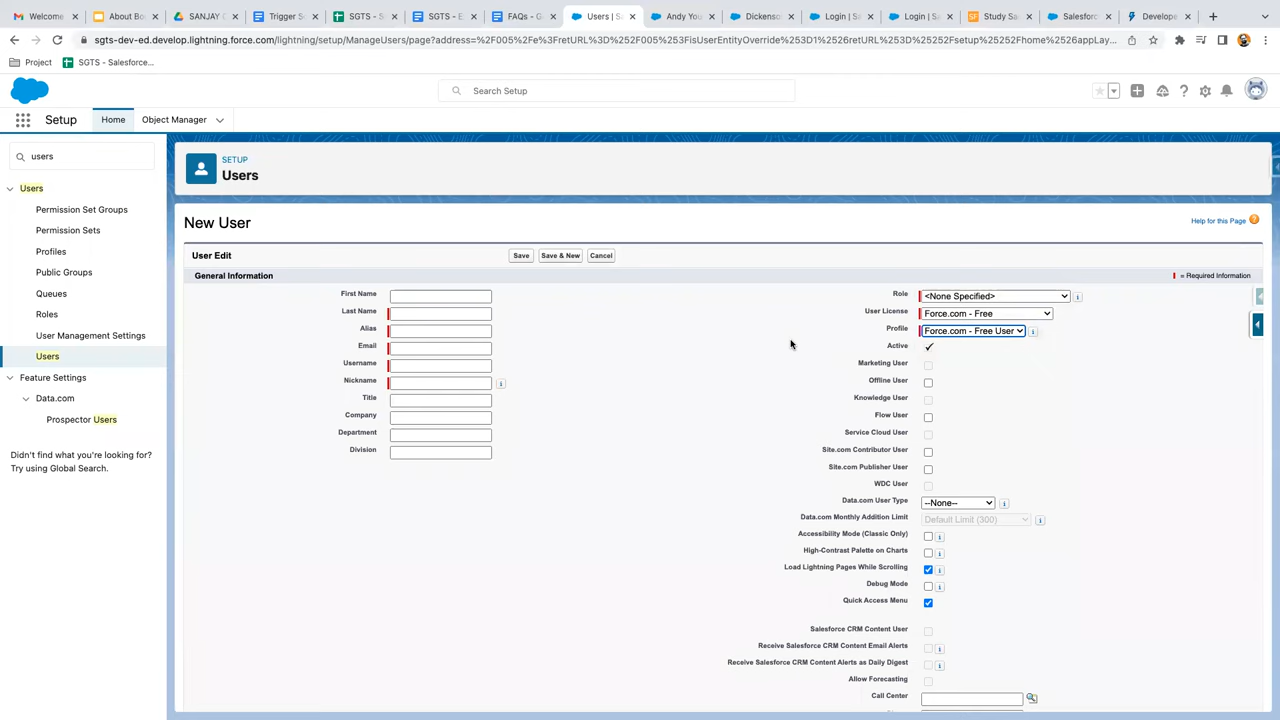 Welcome
About Bo
SANJAY
Trigger S
SGTS -
SGTS - E
FAQs - Ga
Users | Sa
Andy You
Dickenso
Login | Sa
Login | Sa
Study Sa
Salesforc
Develope
sgts-dev-ed.develop.lightning.force.com/lightning/setup/ManageUsers/page?address=%2F005%2Fe%3FretURL%3D%252F005%253FisUserEntityOverride%253D1%2526retURL%253D%25252Fsetup%25252Fhome%2526appLay...
Project
SGTS - Salesforce...
Search Setup
Setup
Home
Object Manager
users
SETUP
Users
Users
Permission Set Groups
Permission Sets
Profiles
Public Groups
Queues
Roles
User Management Settings
Users
Feature Settings
Data.com
Prospector Users
Didn't find what you're looking for?
Try using Global Search.
New User
Help for this Page
User Edit
Save
Save & New
Cancel
General Information
= Required Information
First Name
Last Name
Alias
Email
Username
Nickname
Title
Company
Department
Division
Role <None Specified>
User License Force.com - Free
Profile Force.com - Free User
Active
Marketing User
Offline User
Knowledge User
Flow User
Service Cloud User
Site.com Contributor User
Site.com Publisher User
WDC User
Data.com User Type --None--
Data.com Monthly Addition Limit Default Limit (300)
Accessibility Mode (Classic Only)
High-Contrast Palette on Charts
Load Lightning Pages While Scrolling
Debug Mode
Quick Access Menu
Salesforce CRM Content User
Receive Salesforce CRM Content Email Alerts
Receive Salesforce CRM Content Alerts as Daily Digest
Allow Forecasting
Call Center